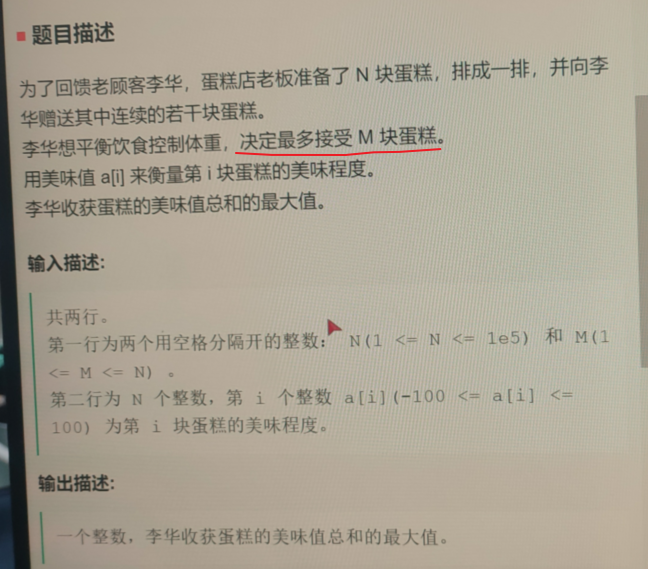 题目描述
为了回馈老顾客李华，蛋糕店老板准备了 N 块蛋糕，排成一排，并向李
华赠送其中连续的若干块蛋糕。
李华想平衡饮食控制体重，决定最多接受 M 块蛋糕。
用美味值 a[i] 来衡量第 i 块蛋糕的美味程度。
李华收获蛋糕的美味值总和的最大值。
输入描述:
共两行。
第一行为两个用空格分隔开的整数： N(1 <= N <= 1e5) 和 M(1
<= M <= N) 。
第二行为 N 个整数，第 i 个整数 a[i](-100 <= a[i] <=
100) 为第 i 块蛋糕的美味程度。
输出描述:
一个整数，李华收获蛋糕的美味值总和的最大值。